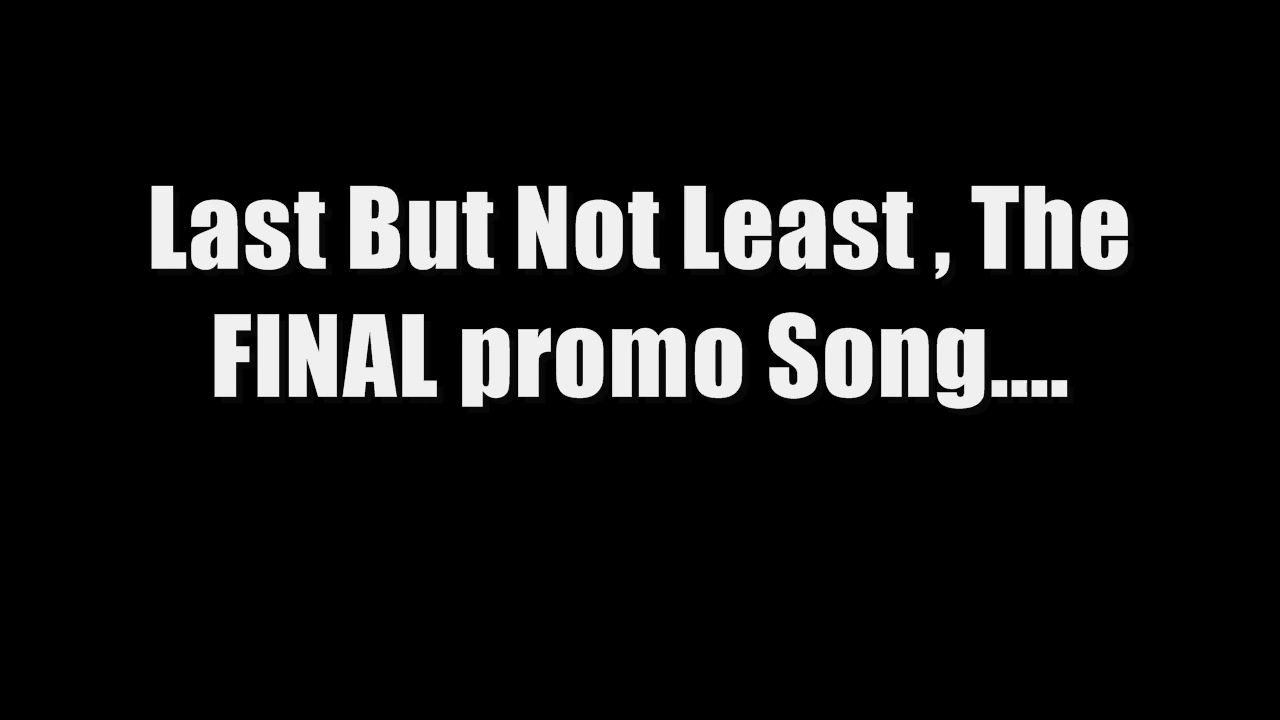 Last But Not Least , The
FINAL promo Song....